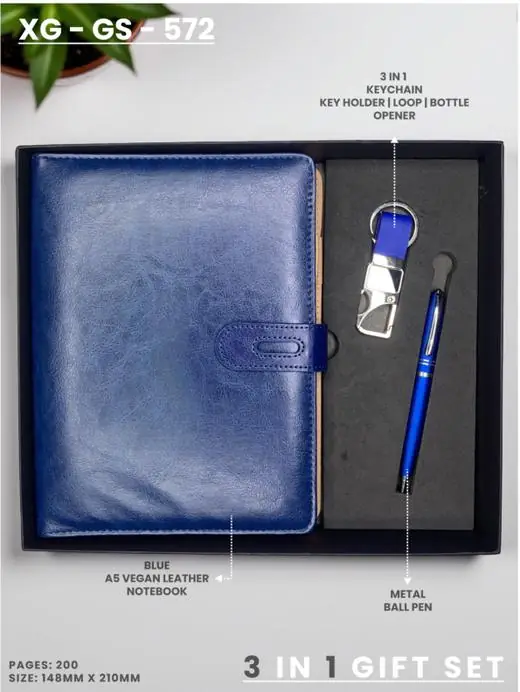 XG - GS - 572
3 IN 1
KEYCHAIN
KEY HOLDER | LOOP | BOTTLE
OPENER
BLUE
A5 VEGAN LEATHER
NOTEBOOK
METAL
BALL PEN
PAGES: 200
SIZE: 148MM X 210MM
3 IN 1 GIFT SET